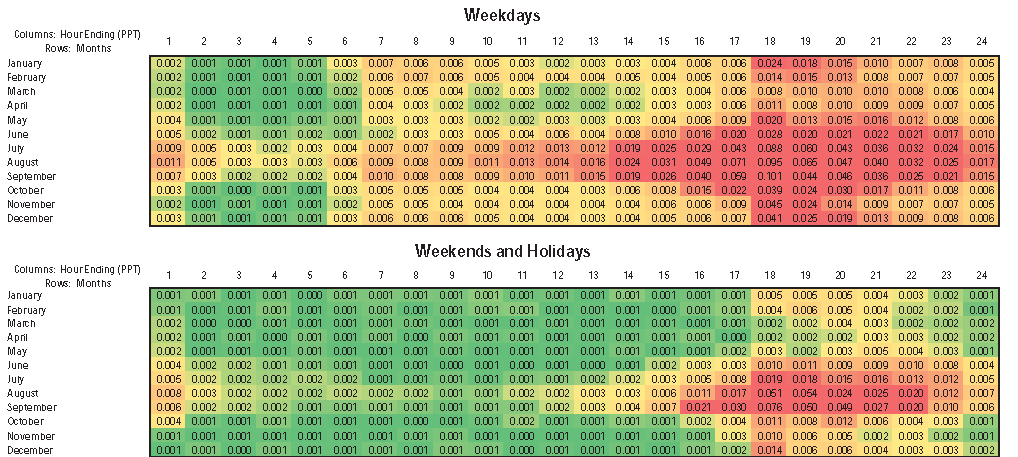 Weekdays
Columns: Hour Ending (PPT)
Rows: Months
1 2 3 4 5 6 7 8 9 10 11 12 13 14 15 16 17 18 19 20 21 22 23 24
January 0.002 0.001 0.001 0.001 0.001 0.003 0.007 0.006 0.006 0.005 0.003 0.002 0.003 0.003 0.004 0.006 0.006 0.024 0.018 0.015 0.010 0.007 0.008 0.005
February 0.002 0.001 0.001 0.001 0.001 0.002 0.006 0.007 0.006 0.005 0.004 0.004 0.004 0.005 0.004 0.006 0.006 0.014 0.015 0.013 0.008 0.007 0.007 0.005
March 0.002 0.000 0.001 0.001 0.000 0.002 0.005 0.005 0.004 0.002 0.003 0.002 0.002 0.002 0.003 0.004 0.006 0.008 0.010 0.010 0.010 0.008 0.006 0.004
April 0.002 0.001 0.001 0.001 0.001 0.001 0.004 0.003 0.002 0.002 0.002 0.002 0.002 0.002 0.003 0.003 0.006 0.011 0.008 0.010 0.009 0.009 0.007 0.005
May 0.004 0.001 0.001 0.001 0.001 0.001 0.004 0.003 0.003 0.002 0.002 0.003 0.003 0.003 0.004 0.006 0.009 0.020 0.013 0.015 0.016 0.012 0.008 0.006
June 0.005 0.002 0.001 0.001 0.002 0.001 0.002 0.003 0.003 0.005 0.004 0.006 0.004 0.008 0.010 0.016 0.020 0.028 0.020 0.021 0.022 0.021 0.017 0.010
July 0.009 0.005 0.003 0.002 0.003 0.004 0.007 0.007 0.009 0.009 0.012 0.013 0.012 0.019 0.025 0.029 0.043 0.088 0.060 0.043 0.036 0.032 0.024 0.015
August 0.011 0.005 0.003 0.003 0.003 0.006 0.009 0.008 0.009 0.011 0.013 0.014 0.016 0.024 0.031 0.049 0.071 0.095 0.065 0.047 0.040 0.032 0.025 0.017
September 0.007 0.003 0.002 0.002 0.002 0.004 0.010 0.008 0.008 0.009 0.010 0.011 0.015 0.019 0.026 0.040 0.059 0.101 0.044 0.046 0.036 0.025 0.021 0.015
October 0.003 0.001 0.000 0.001 0.001 0.003 0.005 0.005 0.005 0.004 0.004 0.004 0.004 0.006 0.008 0.015 0.022 0.039 0.024 0.030 0.017 0.011 0.008 0.006
November 0.002 0.001 0.001 0.001 0.001 0.002 0.005 0.005 0.004 0.004 0.004 0.003 0.003 0.004 0.005 0.007 0.009 0.045 0.024 0.014 0.009 0.007 0.007 0.005
December 0.003 0.001 0.001 0.001 0.001 0.003 0.006 0.006 0.006 0.005 0.004 0.004 0.003 0.004 0.005 0.006 0.007 0.041 0.025 0.019 0.013 0.009 0.008 0.006
Weekends and Holidays
Columns: Hour Ending (PPT)
Rows: Months
1 2 3 4 5 6 7 8 9 10 11 12 13 14 15 16 17 18 19 20 21 22 23 24
January 0.001 0.001 0.001 0.001 0.000 0.001 0.001 0.001 0.001 0.001 0.001 0.001 0.001 0.001 0.001 0.001 0.001 0.005 0.005 0.005 0.004 0.003 0.002 0.001
February 0.001 0.001 0.001 0.001 0.001 0.001 0.001 0.001 0.001 0.001 0.001 0.001 0.001 0.000 0.001 0.001 0.001 0.004 0.006 0.005 0.004 0.002 0.002 0.001
March 0.002 0.000 0.000 0.001 0.001 0.001 0.001 0.001 0.000 0.001 0.001 0.001 0.001 0.001 0.001 0.001 0.001 0.002 0.002 0.004 0.003 0.002 0.002 0.002
April 0.002 0.001 0.001 0.000 0.001 0.001 0.001 0.000 0.001 0.001 0.001 0.001 0.001 0.001 0.001 0.001 0.000 0.002 0.002 0.002 0.003 0.003 0.002 0.002
May 0.002 0.001 0.001 0.001 0.001 0.001 0.001 0.001 0.001 0.001 0.001 0.001 0.001 0.001 0.001 0.001 0.002 0.003 0.002 0.003 0.005 0.004 0.003 0.001
June 0.004 0.002 0.002 0.001 0.001 0.001 0.001 0.000 0.001 0.000 0.001 0.000 0.000 0.001 0.002 0.003 0.003 0.010 0.011 0.009 0.009 0.010 0.008 0.004
July 0.005 0.002 0.002 0.002 0.002 0.002 0.001 0.001 0.001 0.001 0.001 0.001 0.002 0.002 0.003 0.005 0.008 0.019 0.018 0.015 0.016 0.013 0.012 0.005
August 0.008 0.003 0.002 0.002 0.002 0.002 0.002 0.002 0.001 0.001 0.001 0.002 0.003 0.003 0.006 0.011 0.017 0.051 0.054 0.024 0.025 0.020 0.012 0.007
September 0.006 0.002 0.002 0.002 0.001 0.001 0.001 0.001 0.001 0.001 0.001 0.002 0.003 0.004 0.007 0.021 0.030 0.076 0.050 0.049 0.027 0.020 0.010 0.006
October 0.004 0.001 0.001 0.001 0.001 0.001 0.001 0.001 0.000 0.001 0.002 0.001 0.001 0.001 0.001 0.002 0.004 0.011 0.008 0.012 0.006 0.004 0.002 0.002
November 0.001 0.001 0.000 0.001 0.001 0.001 0.001 0.001 0.001 0.001 0.001 0.001 0.001 0.001 0.001 0.001 0.003 0.010 0.006 0.005 0.002 0.003 0.002 0.001
December 0.001 0.001 0.000 0.001 0.001 0.001 0.001 0.001 0.001 0.001 0.000 0.001 0.001 0.001 0.001 0.001 0.002 0.014 0.006 0.006 0.004 0.003 0.003 0.002